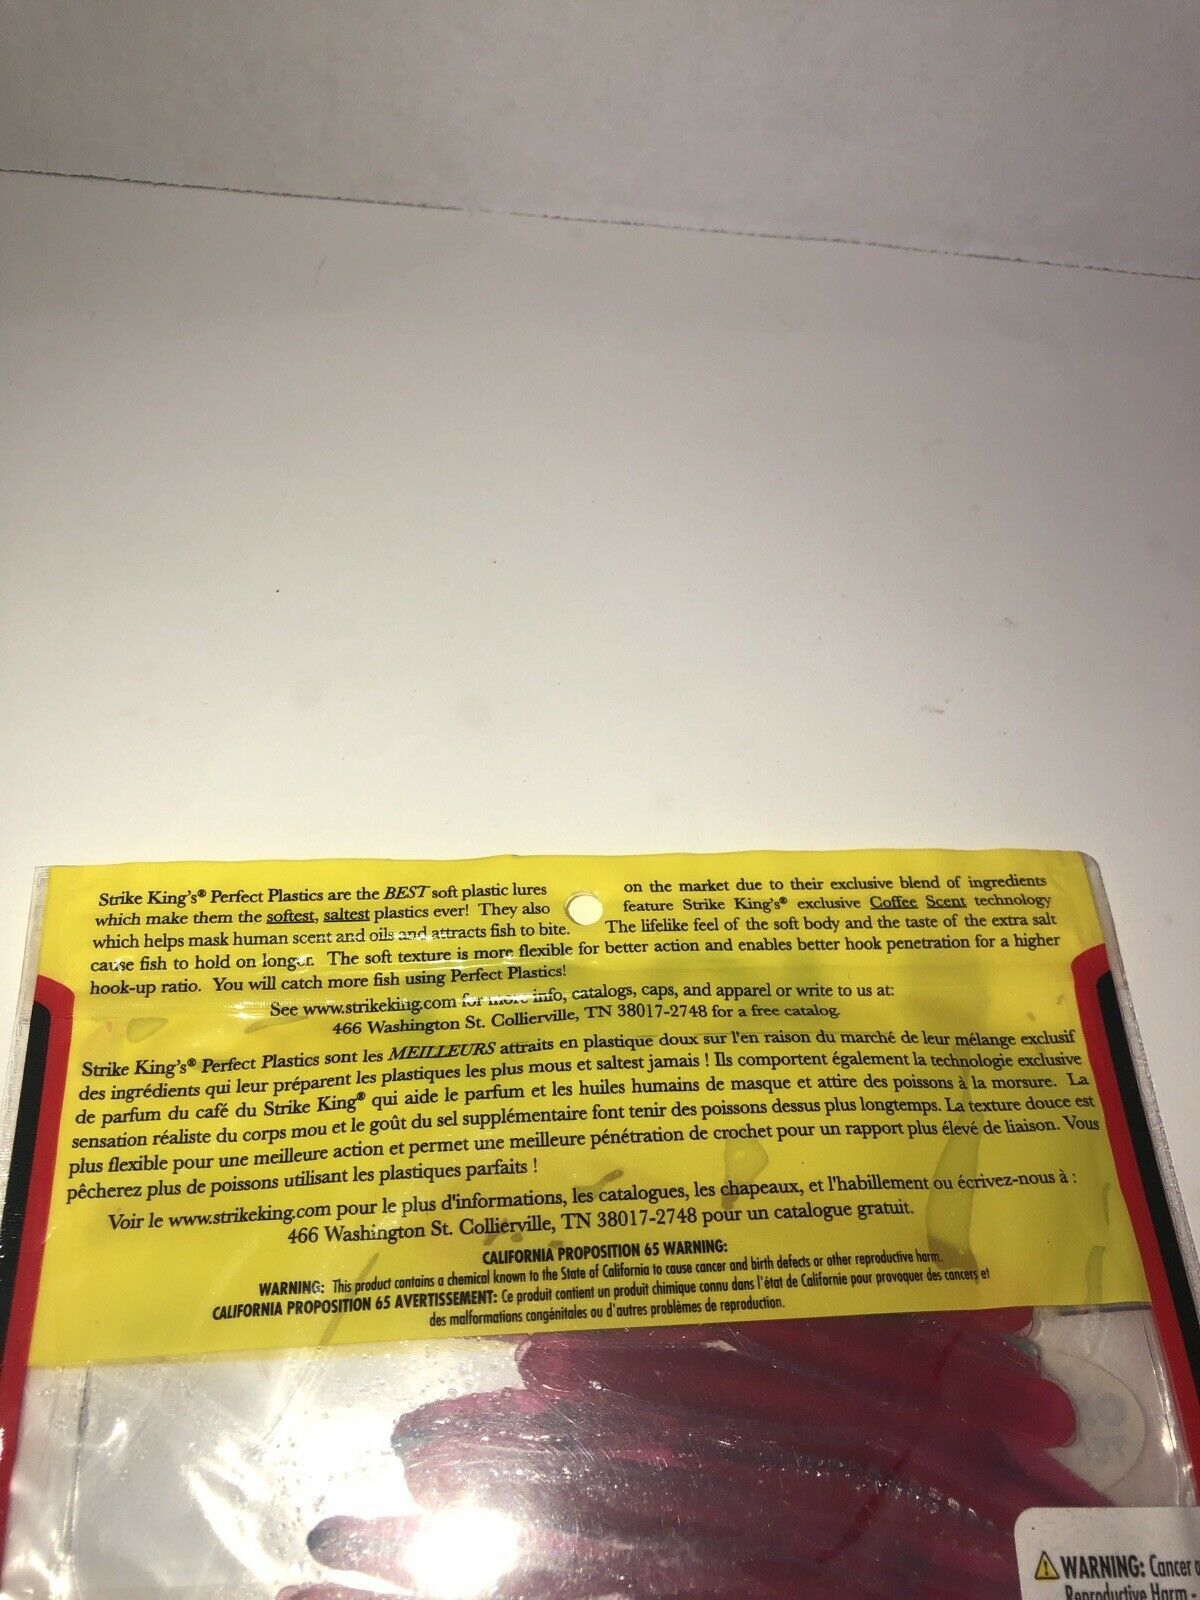 Strike King's® Perfect Plastics are the BEST soft plastic lures on the market due to their exclusive blend of ingredients
which make them the softest, saltest plastics ever! They also feature Strike King's® exclusive Coffee Scent technology
which helps mask human scent and oils and attracts fish to bite. The lifelike feel of the soft body and the taste of the extra salt
cause fish to hold on longer. The soft texture is more flexible for better action and enables better hook penetration for a higher
hook-up ratio. You will catch more fish using Perfect Plastics!
See www.strikeking.com for more info, catalogs, caps, and apparel or write to us at:
466 Washington St. Collierville, TN 38017-2748 for a free catalog.
Strike King's® Perfect Plastics sont les MEILLEURS attraits en plastique doux sur l'en raison du marché de leur mélange exclusif
des ingrédients qui leur préparent les plastiques les plus mous et saltest jamais ! Ils comportent également la technologie exclusive
de parfum du café du Strike King® qui aide le parfum et les huiles humains de masque et attire des poissons à la morsure. La
sensation réaliste du corps mou et le goût du sel supplémentaire font tenir des poissons dessus plus longtemps. La texture douce est
plus flexible pour une meilleure action et permet une meilleure pénétration de crochet pour un rapport plus élevé de liaison. Vous
pêcherez plus de poissons utilisant les plastiques parfaits !
Voir le www.strikeking.com pour le plus d'informations, les catalogues, les chapeaux, et l'habillement ou écrivez-nous à :
466 Washington St. Collierville, TN 38017-2748 pour un catalogue gratuit.
CALIFORNIA PROPOSITION 65 WARNING:
WARNING: This product contains a chemical known to the State of California to cause cancer and birth defects or other reproductive harm.
CALIFORNIA PROPOSITION 65 AVERTISSEMENT: Ce produit contient un produit chimique connu dans l'état de Californie pour provoquer des cancers et
des malformations congénitales ou d'autres problèmes de reproduction.
WARNING: Cancer
Reproductive Harm -